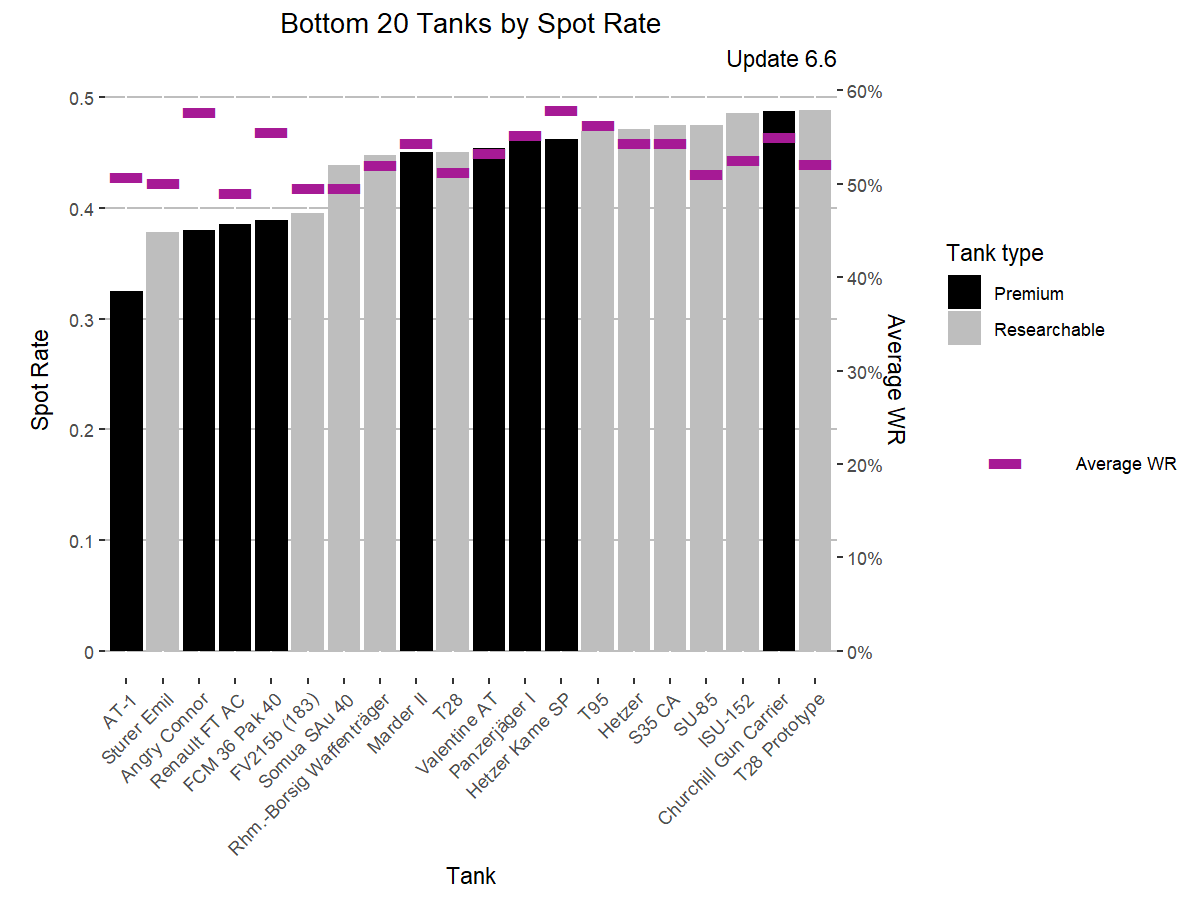 Bottom 20 Tanks by Spot Rate
Update 6.6
Spot Rate
0.5
0.4
0.3
0.2
0.1
0
60%
50%
40%
30%
20%
10%
0%
Average WR
AT-1
Sturer Emil
Angry Connor
Renault FT AC
FCM 36 Pak 40
FV215b (183)
Somua SAu 40
Rhm.-Borsig Waffenträger
Marder II
T28
Valentine AT
Panzerjäger I
Hetzer Kame SP
T95
Hetzer
S35 CA
SU-85
ISU-152
Churchill Gun Carrier
T28 Prototype
Tank
Tank type
Premium
Researchable
Average WR